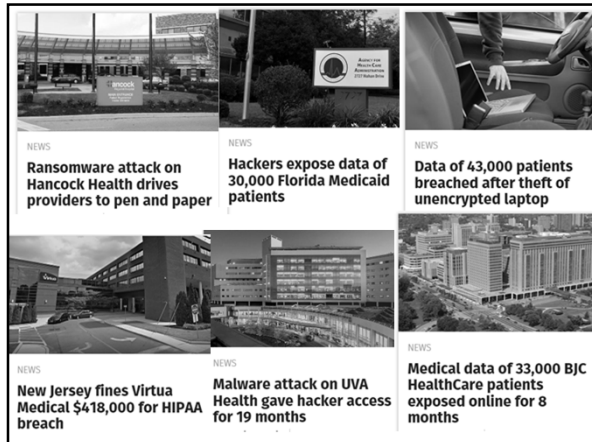 Hancock
AGENCY FOR
HEALTH CARE
ADMINISTRATION
NEWS
Ransomware attack on
Hancock Health drives
providers to pen and paper
NEWS
Hackers expose data of
30,000 Florida Medicaid
patients
NEWS
Data of 43,000 patients
breached after theft of
unencrypted laptop
NEWS
New Jersey fines Virtua
Medical $418,000 for HIPAA
breach
NEWS
Malware attack on UVA
Health gave hacker access
for 19 months
NEWS
Medical data of 33,000 BJC
HealthCare patients
exposed online for 8
months